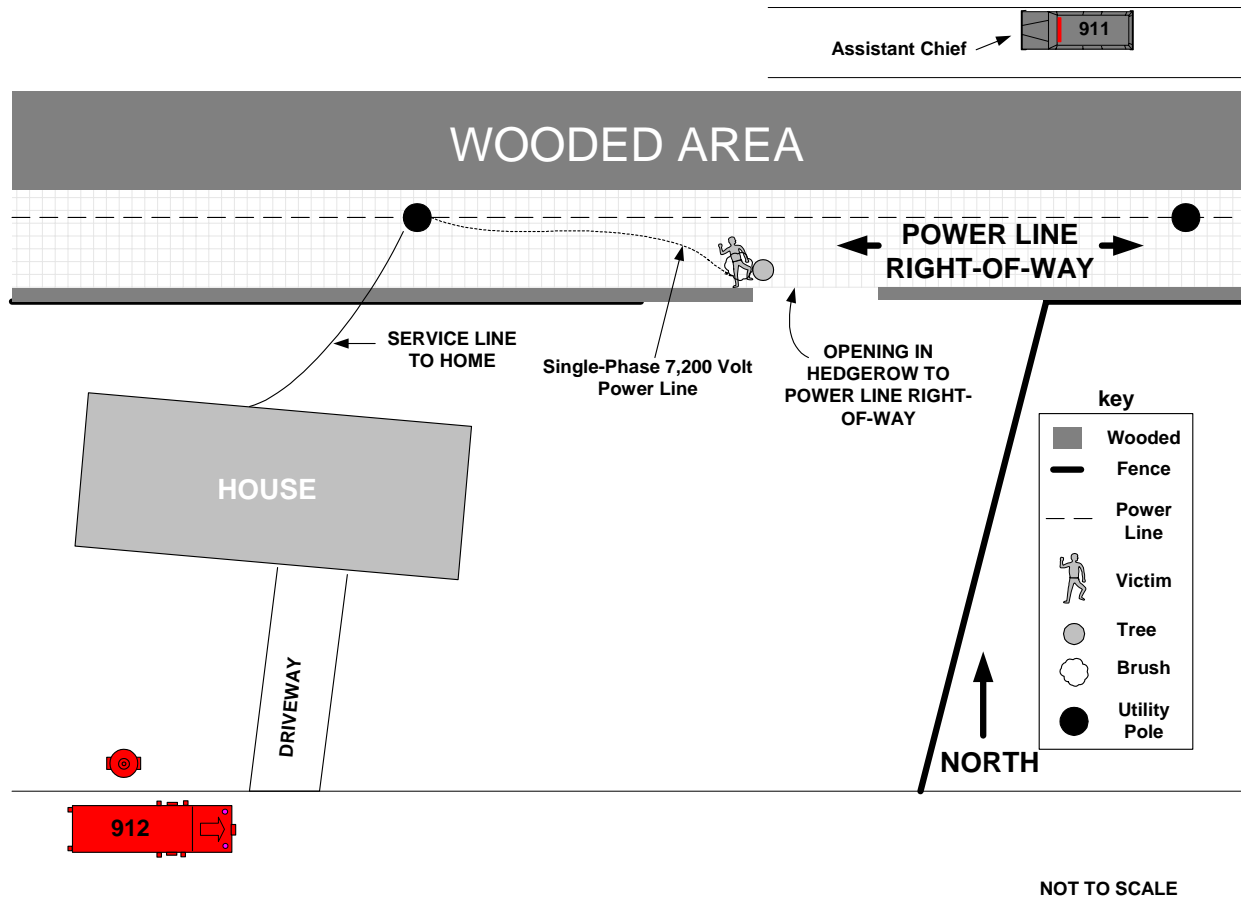 911
Assistant Chief
WOODED AREA
POWER LINE
RIGHT-OF-WAY
SERVICE LINE
TO HOME
Single-Phase 7,200 Volt
Power Line
OPENING IN
HEDGEROW TO
POWER LINE RIGHT-
OF-WAY
HOUSE
DRIVEWAY
912
NORTH
key
Wooded
Fence
Power
Line
Victim
Tree
Brush
Utility
Pole
NOT TO SCALE